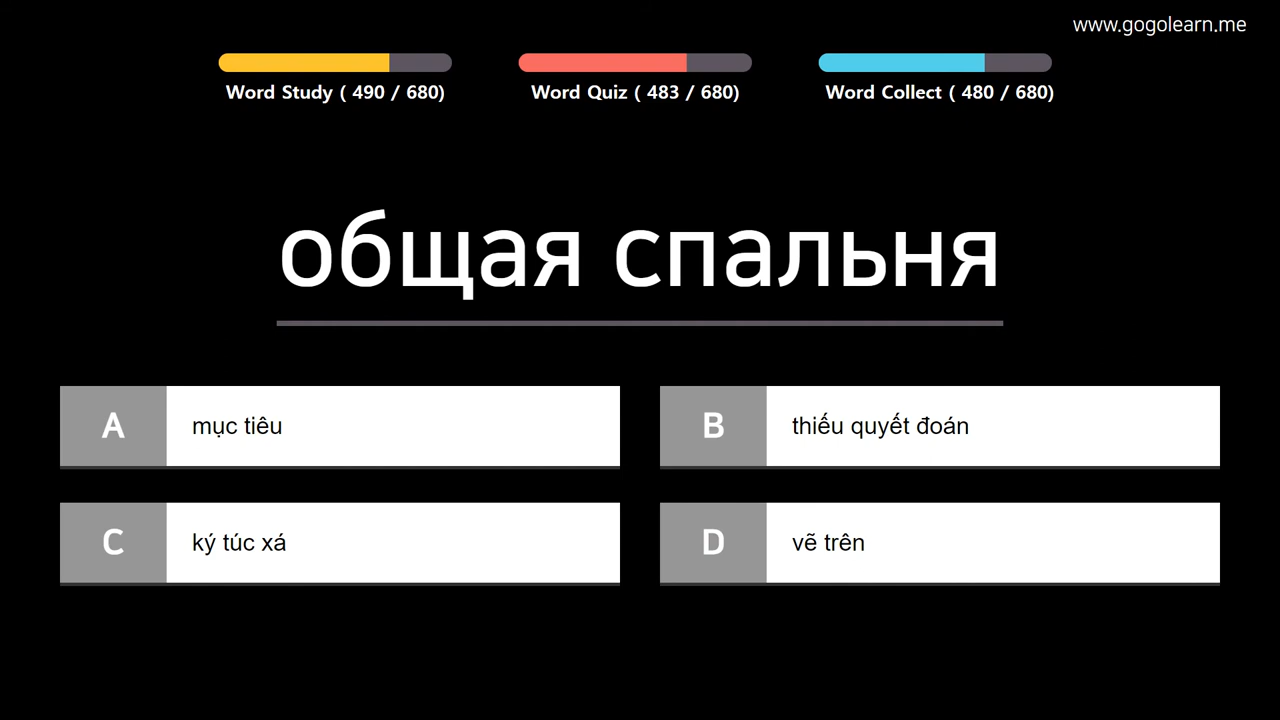 www.gogolearn.me
Word Study ( 490 / 680)
Word Quiz ( 483 / 680)
Word Collect ( 480 / 680)
общая спальня
A mục tiêu
B thiếu quyết đoán
C ký túc xá
D vẽ trên